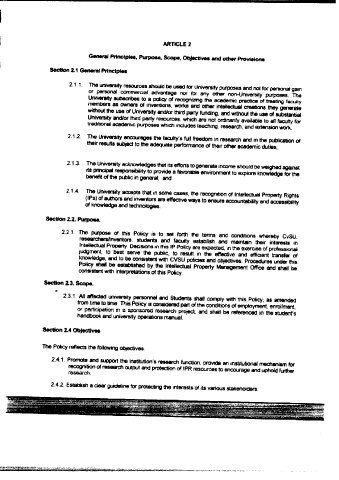 ARTICLE 2
General Principles, Purpose, Scope, Objectives and other Provisions
Section 2.1 General Principles
2.1.1. The university resources should be used for University purposes and not for personal gain
or personal commercial advantage nor for any other non-University purposes. The
University subscribes to a policy of recognizing the academic practice of treating faculty
members as owners of inventions, works and other intellectual creations they generate
without the use of University and/or third party funding, and without the use of substantial
University and/or third party resources, which are not ordinarily available to all faculty for
traditional academic purposes which includes teaching, research, and extension work,
2.1.2. The University encourages the faculty's full freedom in research and in the publication of
their results subject to the adequate performance of their other academic duties,
2.1.3. The University acknowledges that its efforts to generate income should be weighed against
its principal responsibility to provide a favorable environment to explore knowledge for the
benefit of the public in general, and
2.1.4. The University accepts that in some cases, the recognition of Intellectual Property Rights
(IPs) of authors and inventors are effective ways to ensure accountability and accessibility
of knowledge and technologies.
Section 2.2. Purpose.
2.2.1. The purpose of this Policy is to set forth the terms and conditions whereby CvSU,
researchers/inventors, students and faculty establish and maintain their interests in
Intellectual Property Decisions in this IP Policy are expected, in the exercise of professional
judgment, to best serve the public, to result in the effective and efficient transfer of
knowledge, and to be consistent with CVSU policies and objectives. Procedures under this
Policy shall be established by the Intellectual Property Management Office and shall be
consistent with interpretations of this Policy.
Section 2.3. Scope.
2.3.1. All affected university personnel and Students shall comply with this Policy, as amended
from time to time. This Policy is considered part of the conditions of employment, enrollment,
or participation in a sponsored research project, and shall be referenced in the student's
handbook and university operations manual.
Section 2.4 Objectives
The Policy reflects the following objectives
2.4.1. Promote and support the institution's research function, provide an institutional mechanism for
recognition of research output and protection of IPR resources to encourage and uphold further
research.
2.4.2. Establish a clear guideline for protecting the interests of its various stakeholders.